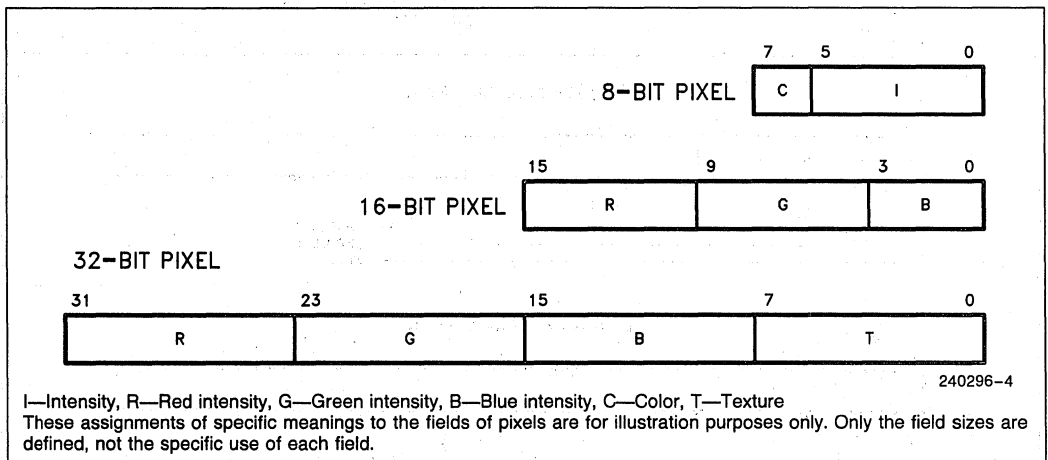 7 5 0
8-BIT PIXEL C I
15 9 3 0
16-BIT PIXEL R G B
32-BIT PIXEL
31 23 15 7 0
R G B T
240296-4
I—Intensity, R—Red intensity, G—Green intensity, B—Blue intensity, C—Color, T—Texture
These assignments of specific meanings to the fields of pixels are for illustration purposes only. Only the field sizes are
defined, not the specific use of each field.